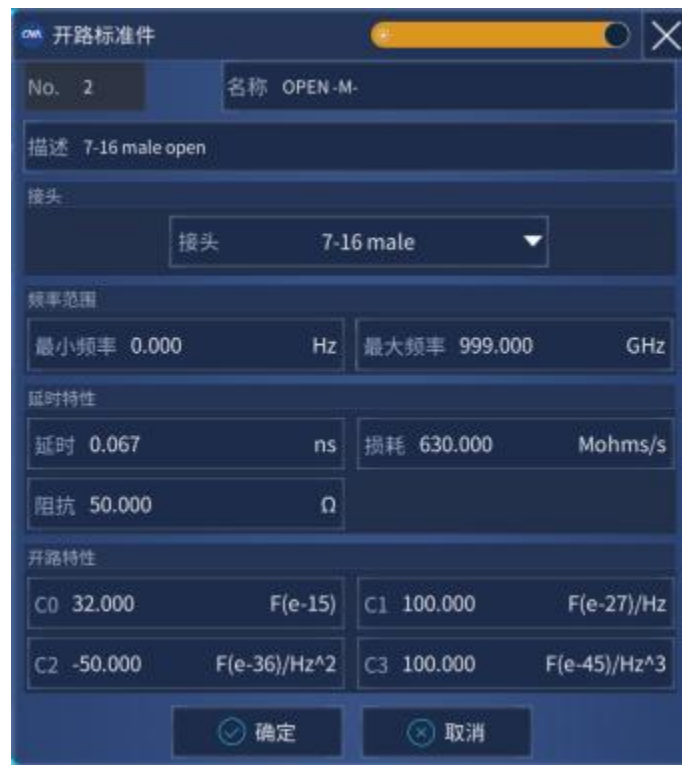 CWA 开路标准件
No. 2 名称 OPEN-M-
描述 7-16 male open
接头
接头 7-16 male
频率范围
最小频率 0.000 Hz 最大频率 999.000 GHz
延时特性
延时 0.067 ns 损耗 630.000 Mohms/s
阻抗 50.000 Ω
开路特性
C0 32.000 F(e-15) C1 100.000 F(e-27)/Hz
C2 -50.000 F(e-36)/Hz^2 C3 100.000 F(e-45)/Hz^3
确定 取消